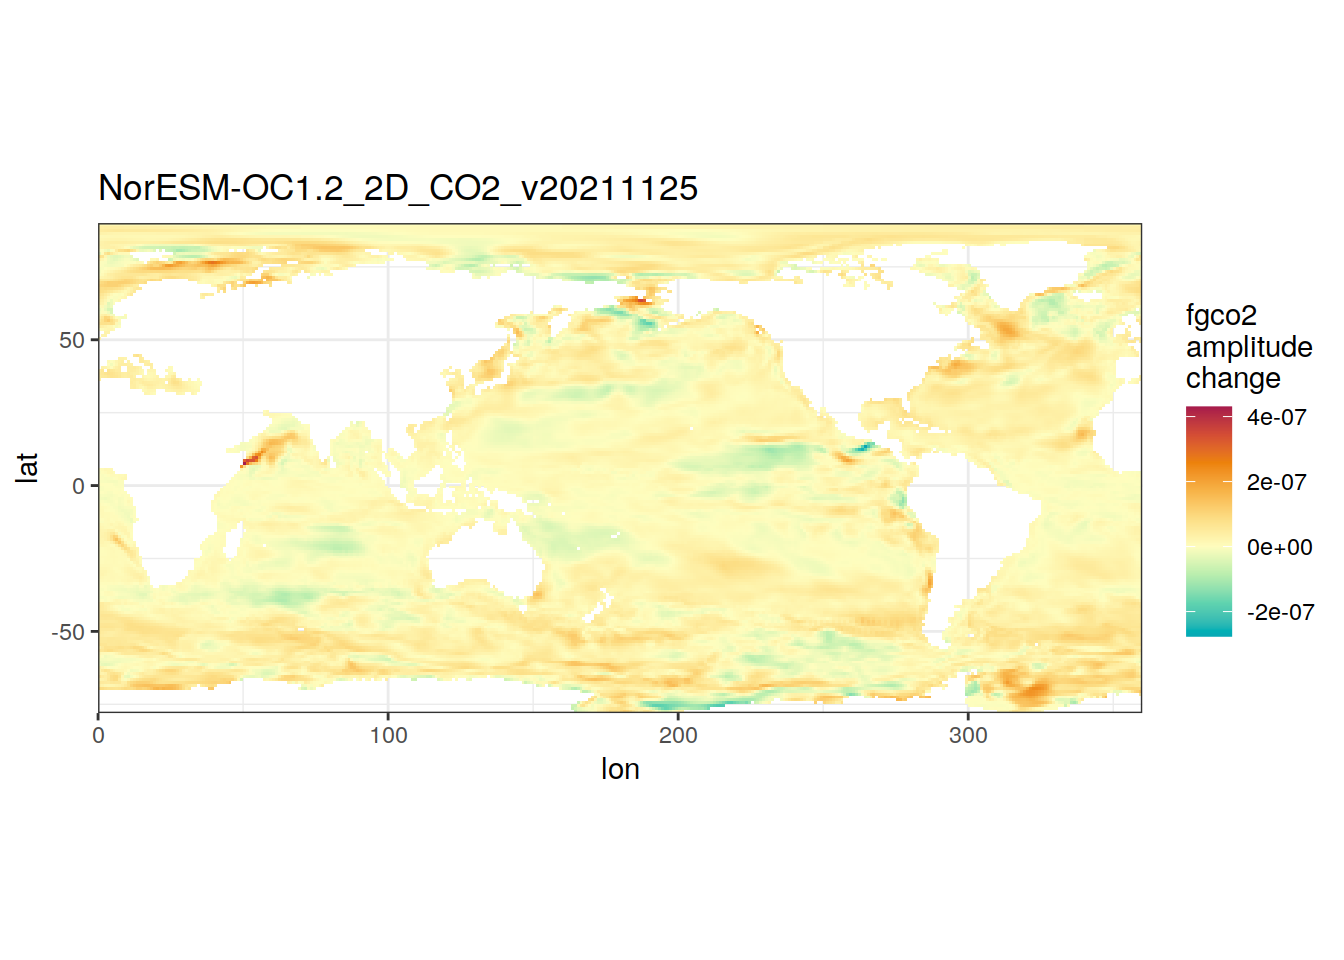 NorESM-OC1.2_2D_CO2_v20211125
fgco2
amplitude
change
4e-07
2e-07
0e+00
-2e-07
lat
50
0
-50
0
100
200
300
lon